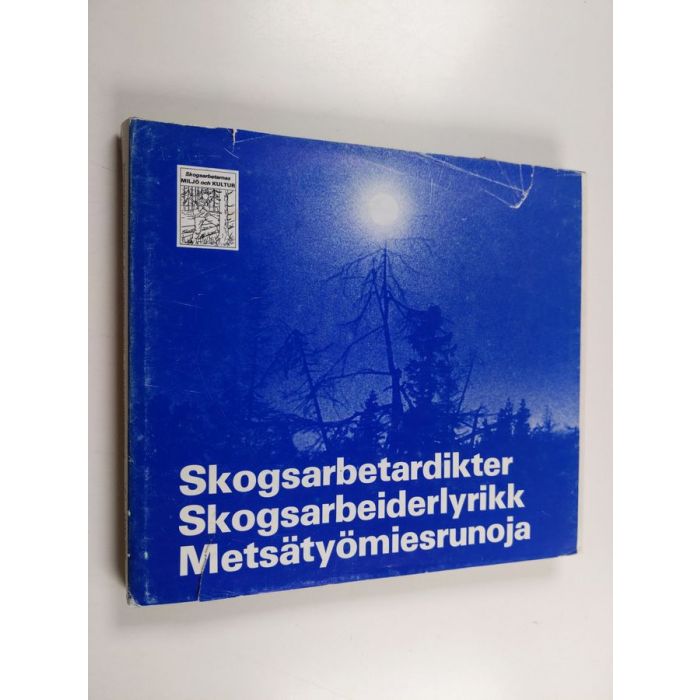 Skogsarbetarnas
MILJÖ och KULTUR
Skogsarbetardikter
Skogsarbeiderlyrikk
Metsätyömiesrunoja